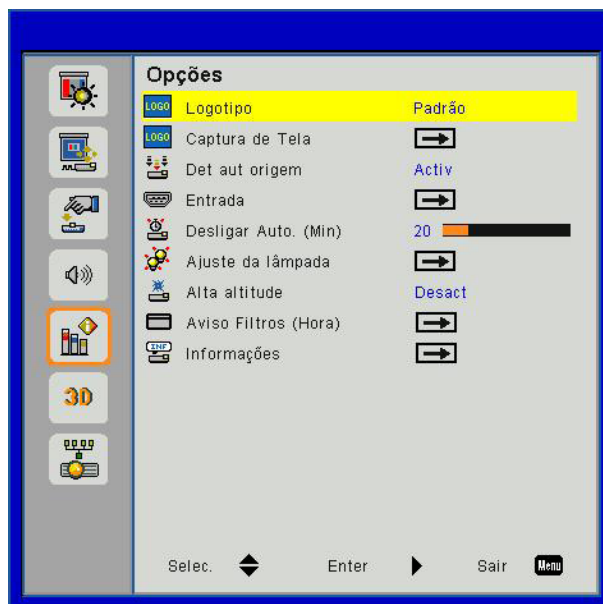 Opções
LOGO Logotipo Padrão
LOGO Captura de Tela
Det aut origem Activ
Entrada
Desligar Auto. (Min) 20
Ajuste da lâmpada
Alta altitude Desact
Aviso Filtros (Hora)
INF Informações
3D
Selec. Enter Sair Menu